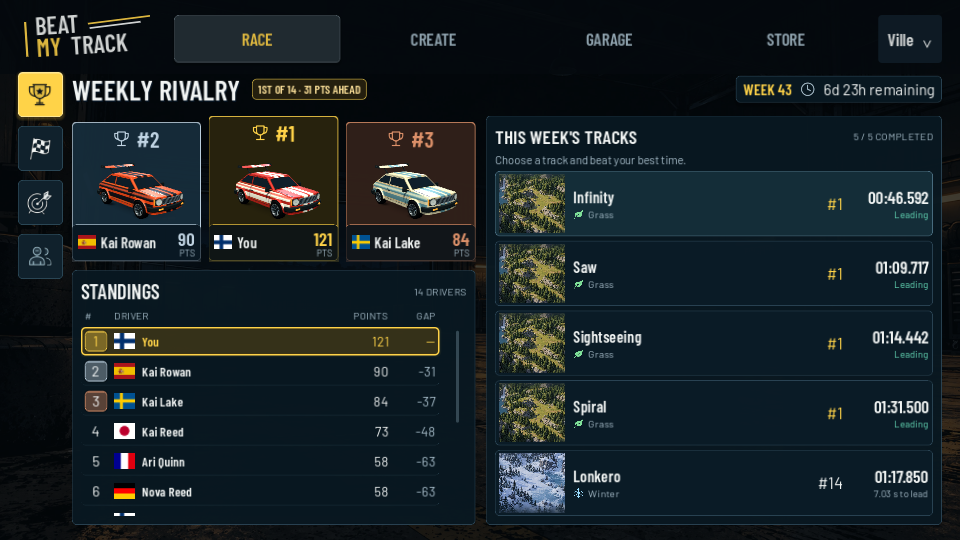 BEAT
MY TRACK
RACE
CREATE
GARAGE
STORE
Ville
WEEKLY RIVALRY
1ST OF 14 · 31 PTS AHEAD
WEEK 43
6d 23h remaining
#2
Kai Rowan
90
PTS
#1
You
121
PTS
#3
Kai Lake
84
PTS
STANDINGS
14 DRIVERS
# DRIVER POINTS GAP
1 You 121 —
2 Kai Rowan 90 -31
3 Kai Lake 84 -37
4 Kai Reed 73 -48
5 Ari Quinn 58 -63
6 Nova Reed 58 -63
THIS WEEK'S TRACKS
5 / 5 COMPLETED
Choose a track and beat your best time.
Infinity
Grass
#1
00:46.592
Leading
Saw
Grass
#1
01:09.717
Leading
Sightseeing
Grass
#1
01:14.442
Leading
Spiral
Grass
#1
01:31.500
Leading
Lonkero
Winter
#14
01:17.850
7.03 s to lead